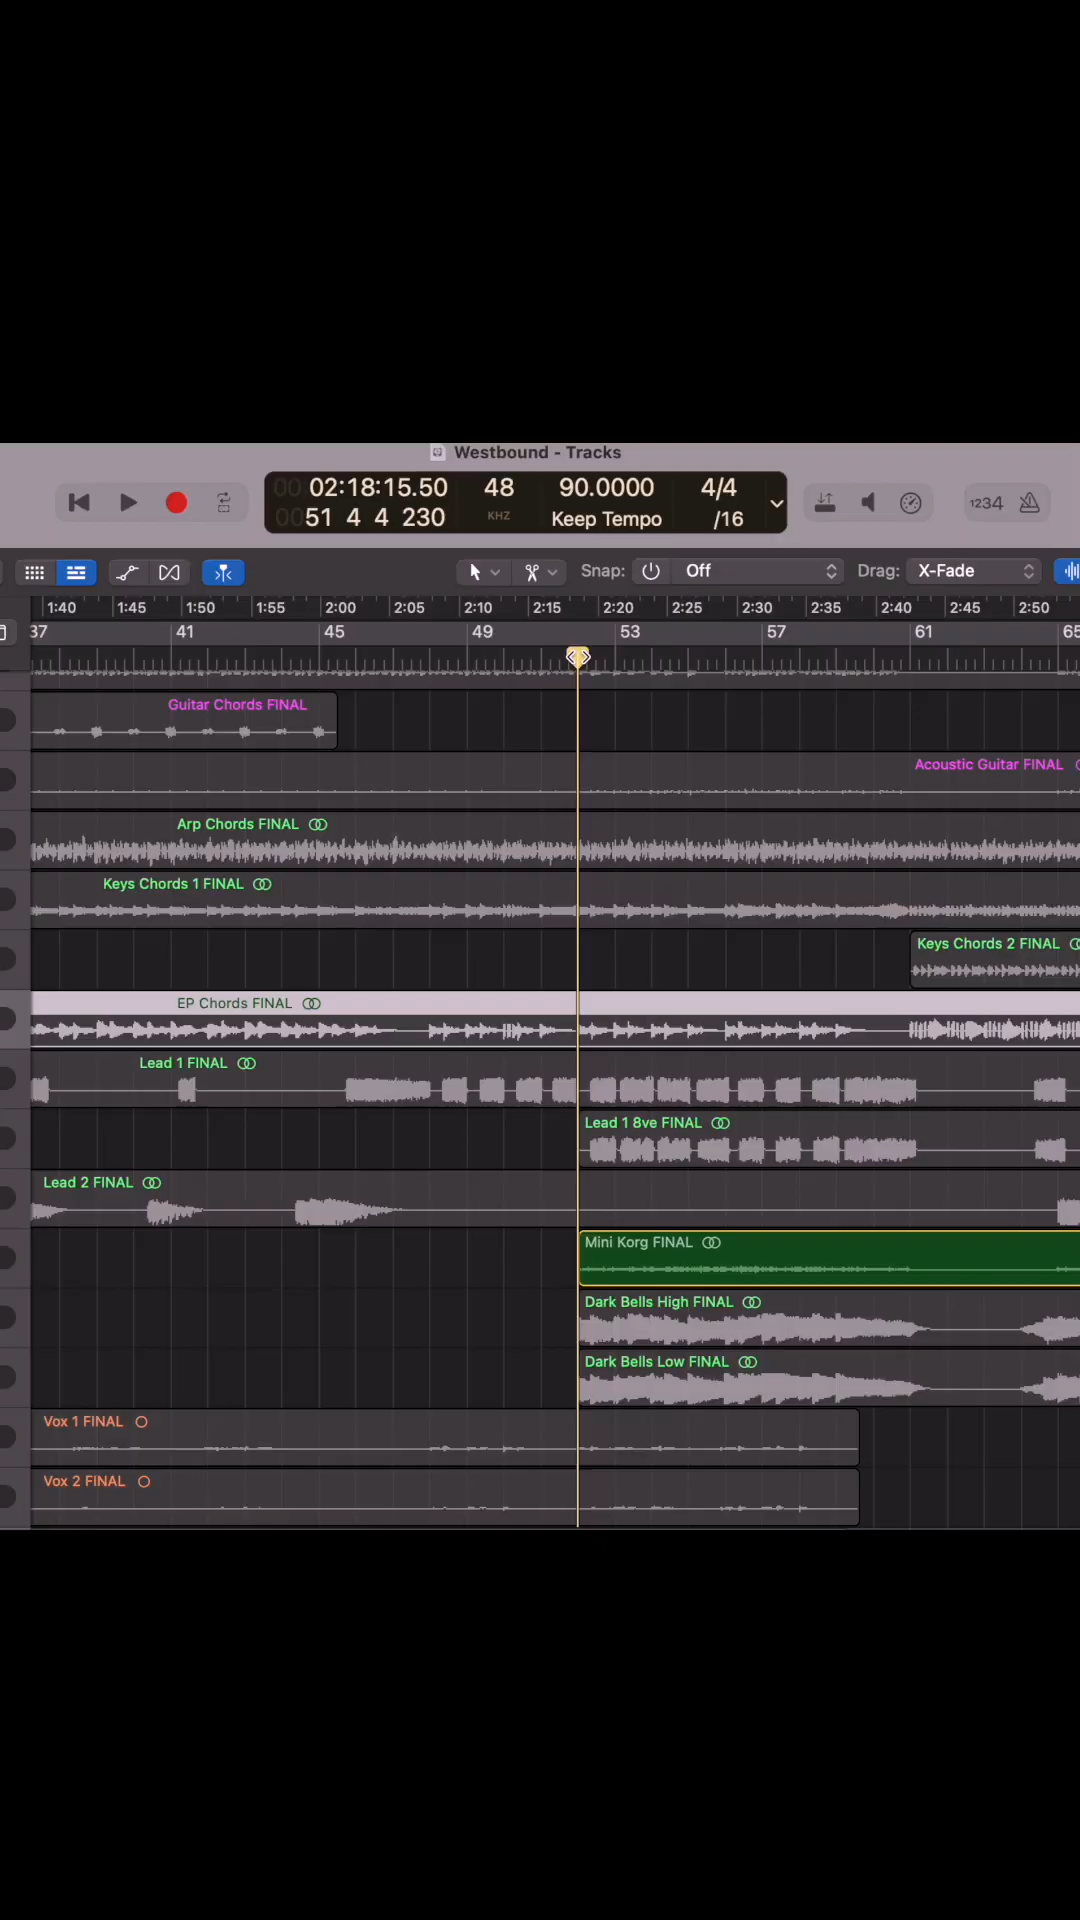 Westbound - Tracks
00 02:18:15.50 48 90.0000 4/4
0051 4 4 230 KHZ Keep Tempo /16
1234
Snap: Off Drag: X-Fade
1:40 1:45 1:50 1:55 2:00 2:05 2:10 2:15 2:20 2:25 2:30 2:35 2:40 2:45 2:50
37 41 45 49 53 57 61 65
Guitar Chords FINAL
Acoustic Guitar FINAL
Arp Chords FINAL
Keys Chords 1 FINAL
Keys Chords 2 FINAL
EP Chords FINAL
Lead 1 FINAL
Lead 1 8ve FINAL
Lead 2 FINAL
Mini Korg FINAL
Dark Bells High FINAL
Dark Bells Low FINAL
Vox 1 FINAL
Vox 2 FINAL